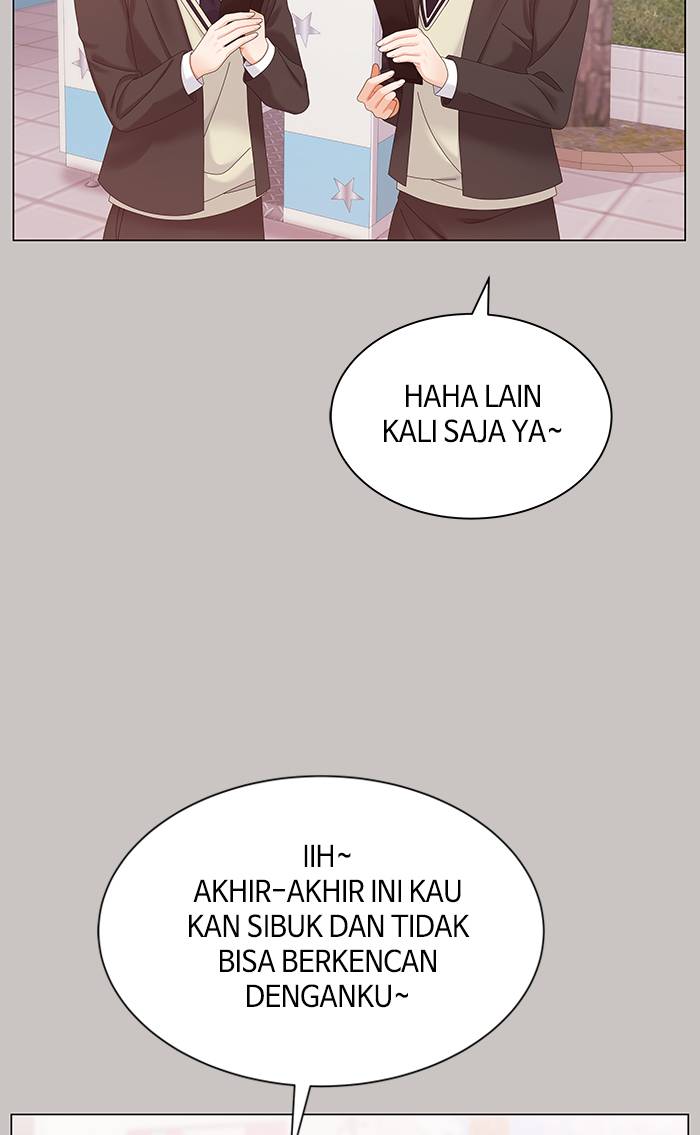 HAHA LAIN
KALI SAJA YA~
IIH~
AKHIR-AKHIR INI KAU
KAN SIBUK DAN TIDAK
BISA BERKENCAN
DENGANKU~